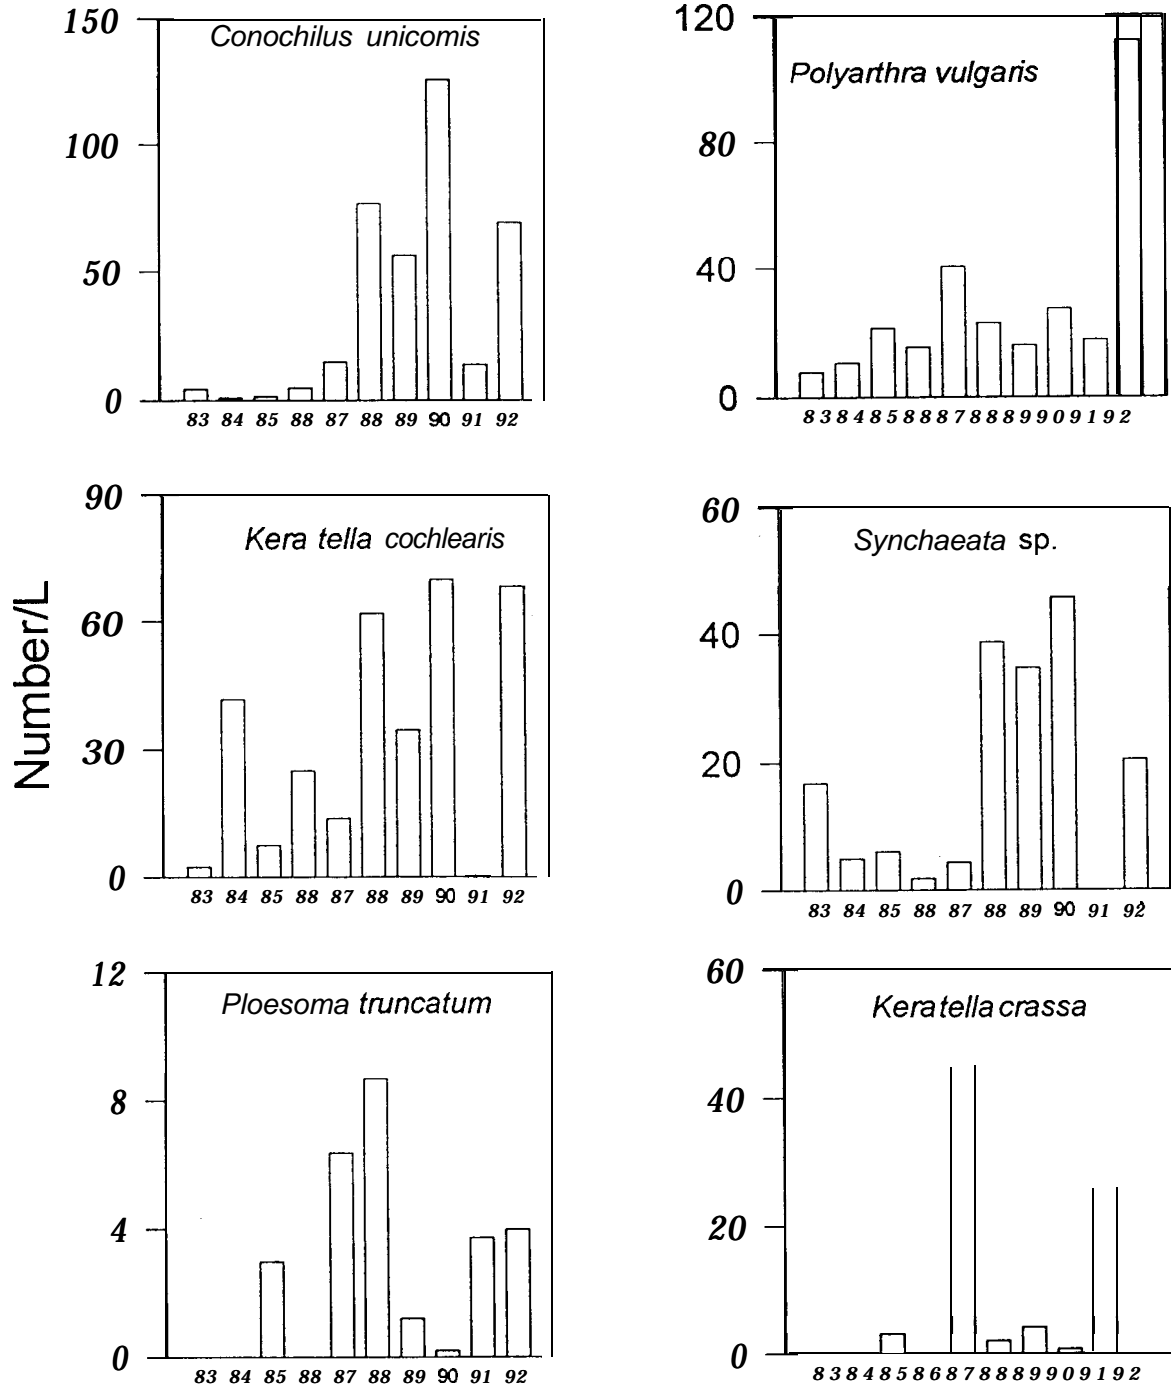 Number/L
Conochilus unicomis
150
100
50
0
83 84 85 88 87 88 89 90 91 92
Polyarthra vulgaris
120
80
40
0
8 3 8 4 8 5 8 8 8 7 8 8 8 9 9 0 9 1 9 2
Kera tella cochlearis
90
60
30
0
83 84 85 88 87 88 89 90 91 92
Synchaeata sp.
60
40
20
0
83 84 85 88 87 88 89 90 91 92
Ploesoma truncatum
12
8
4
0
83 84 85 88 87 88 89 90 91 92
Keratella crassa
60
40
20
0
8 3 8 4 8 5 8 6 8 7 8 8 8 9 9 0 9 1 9 2